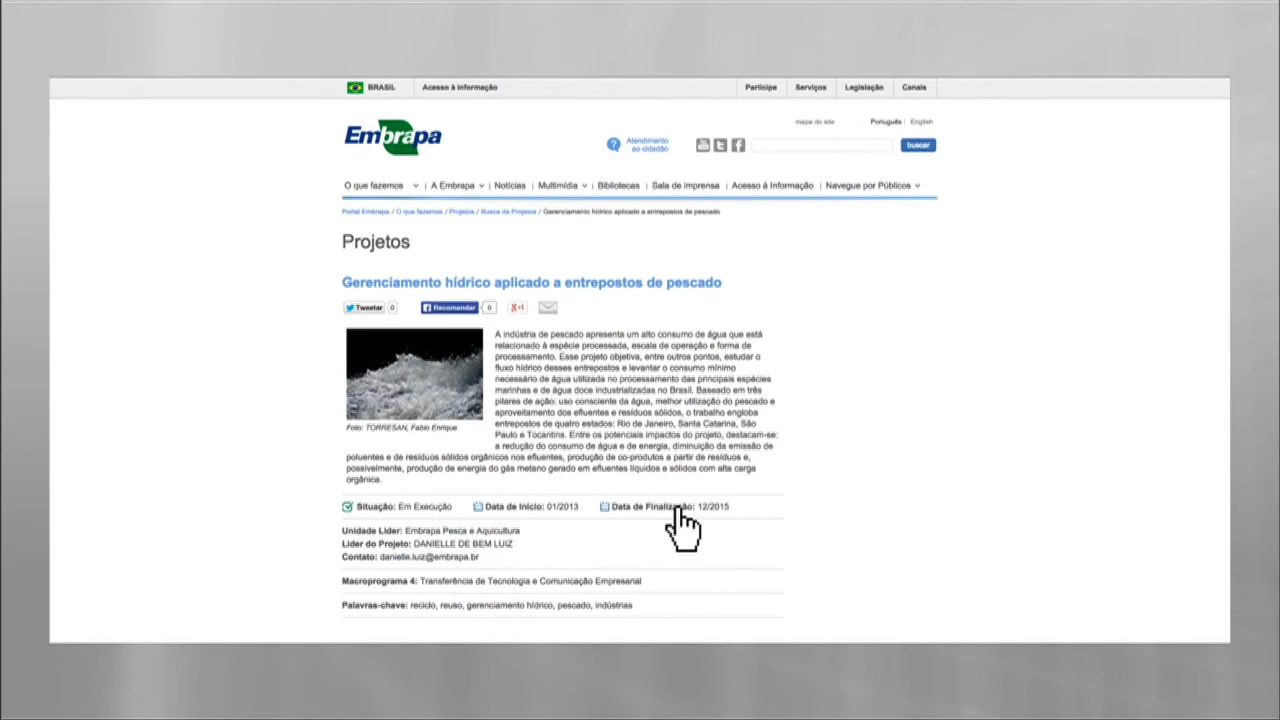 BRASIL Acesso à Informação Participe Serviços Legislação Canais
mapa do site Português English
Embrapa
Atendimento
ao cidadão
buscar
O que fazemos A Embrapa Notícias Multimídia Bibliotecas Sala de imprensa Acesso à Informação Navegue por Públicos
Portal Embrapa / O que fazemos / Projetos / Busca de Projetos / Gerenciamento hídrico aplicado a entrepostos de pescado
Projetos
Gerenciamento hídrico aplicado a entrepostos de pescado
Tweetar 0 Recomendar 0 g+1
A indústria de pescado apresenta um alto consumo de água que está
relacionado à espécie processada, escala de operação e forma de
processamento. Esse projeto objetiva, entre outros pontos, estudar o
fluxo hídrico desses entrepostos e levantar o consumo mínimo
necessário de água utilizada no processamento das principais espécies
marinhas e de água doce industrializadas no Brasil. Baseado em três
pilares de ação: uso consciente da água, melhor utilização do pescado e
aproveitamento dos efluentes e resíduos sólidos, o trabalho engloba
entrepostos de quatro estados: Rio de Janeiro, Santa Catarina, São
Paulo e Tocantins. Entre os potenciais impactos do projeto, destacam-se:
a redução do consumo de água e de energia, diminuição da emissão de
poluentes e de resíduos sólidos orgânicos nos efluentes, produção de co-produtos a partir de resíduos e,
possivelmente, produção de energia do gás metano gerado em efluentes líquidos e sólidos com alta carga
orgânica.
Foto: TORRESAN, Fabio Enrique
Situação: Em Execução Data de Início: 01/2013 Data de Finalização: 12/2015
Unidade Líder: Embrapa Pesca e Aquicultura
Líder do Projeto: DANIELLE DE BEM LUIZ
Contato: danielle.luiz@embrapa.br
Macroprograma 4: Transferência de Tecnologia e Comunicação Empresarial
Palavras-chave: reciclo, reuso, gerenciamento hídrico, pescado, indústrias